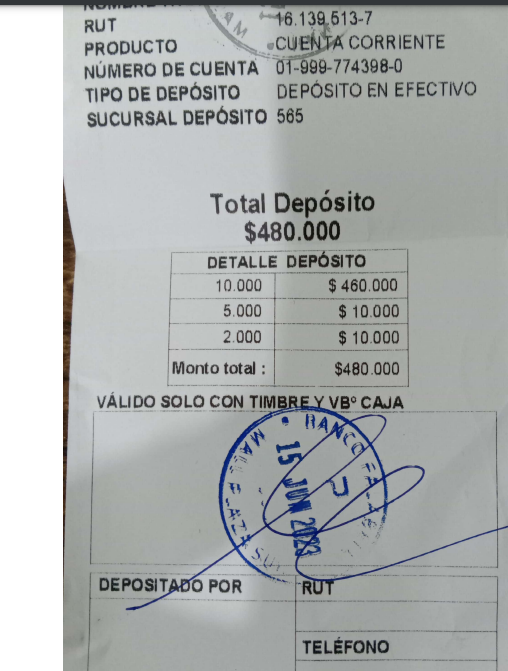 RUT 16.139.513-7
PRODUCTO CUENTA CORRIENTE
NÚMERO DE CUENTA 01-999-774398-0
TIPO DE DEPÓSITO DEPÓSITO EN EFECTIVO
SUCURSAL DEPÓSITO 565
Total Depósito
$480.000
DETALLE DEPÓSITO
10.000 $ 460.000
5.000 $ 10.000
2.000 $ 10.000
Monto total : $480.000
VÁLIDO SOLO CON TIMBRE Y VBº CAJA
BANCO
15 JUN 2023
MALL PLAZA
DEPOSITADO POR RUT
TELÉFONO